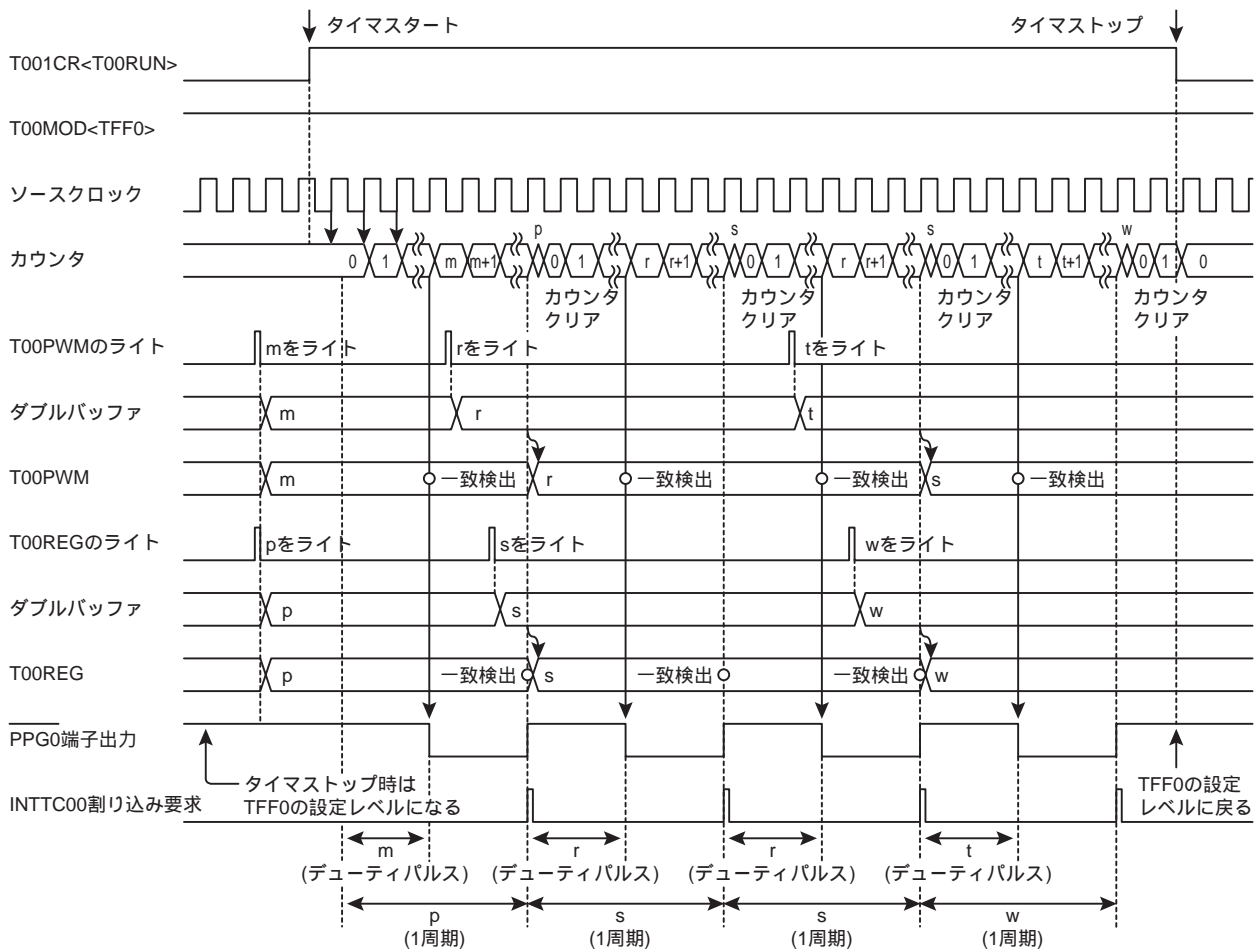 タイマスタート タイマストップ
T001CR<T00RUN>
T00MOD<TFF0>
ソースクロック
p s s w
カウンタ 0 1 m m+1 0 1 r r+1 0 1 r r+1 0 1 t t+1 0 1 0
カウンタ カウンタ カウンタ カウンタ
クリア クリア クリア クリア
T00PWMのライト mをライト rをライト tをライト
ダブルバッファ m r t
T00PWM m 一致検出 r 一致検出 一致検出 s 一致検出
T00REGのライト pをライト sをライト wをライト
ダブルバッファ p s w
T00REG p 一致検出 s 一致検出 一致検出 w
PPG0端子出力
タイマストップ時は TFF0の設定
INTTC00割り込み要求 TFF0の設定レベルになる レベルに戻る
m r r t
(デューティパルス) (デューティパルス) (デューティパルス) (デューティパルス)
p s s w
(1周期) (1周期) (1周期) (1周期)